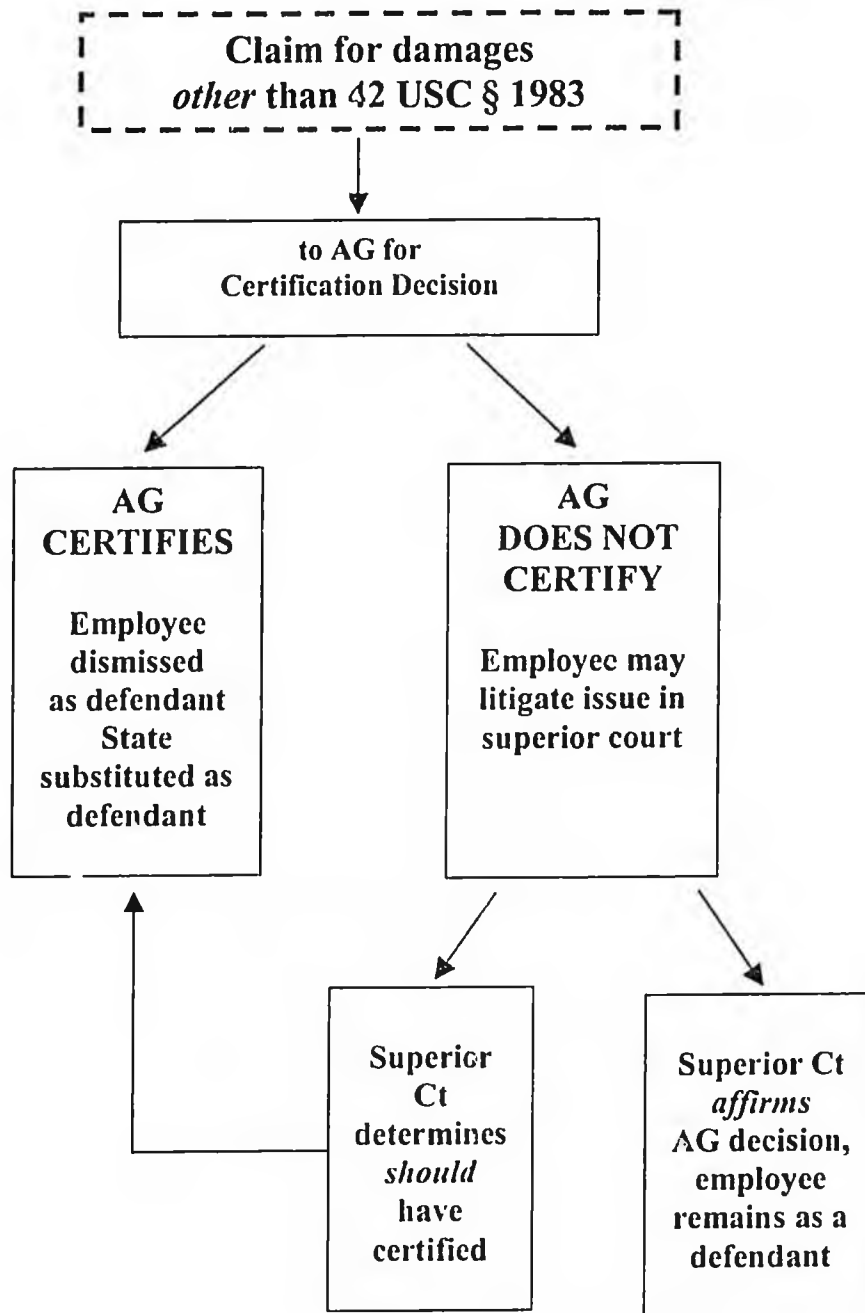 Claim for damages
other than 42 USC § 1983
to AG for
Certification Decision
AG
CERTIFIES
Employee
dismissed
as defendant
State
substituted as
defendant
AG
DOES NOT
CERTIFY
Employee may
litigate issue in
superior court
Superior
Ct
determines
should
have
certified
Superior Ct
affirms
AG decision,
employee
remains as a
defendant